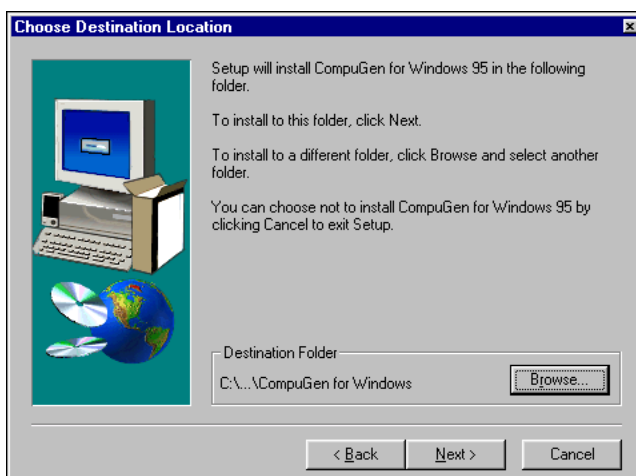 Choose Destination Location
Setup will install CompuGen for Windows 95 in the following
folder.
To install to this folder, click Next.
To install to a different folder, click Browse and select another
folder.
You can choose not to install CompuGen for Windows 95 by
clicking Cancel to exit Setup.
Destination Folder
C:\...\CompuGen for Windows
Browse...
< Back
Next >
Cancel